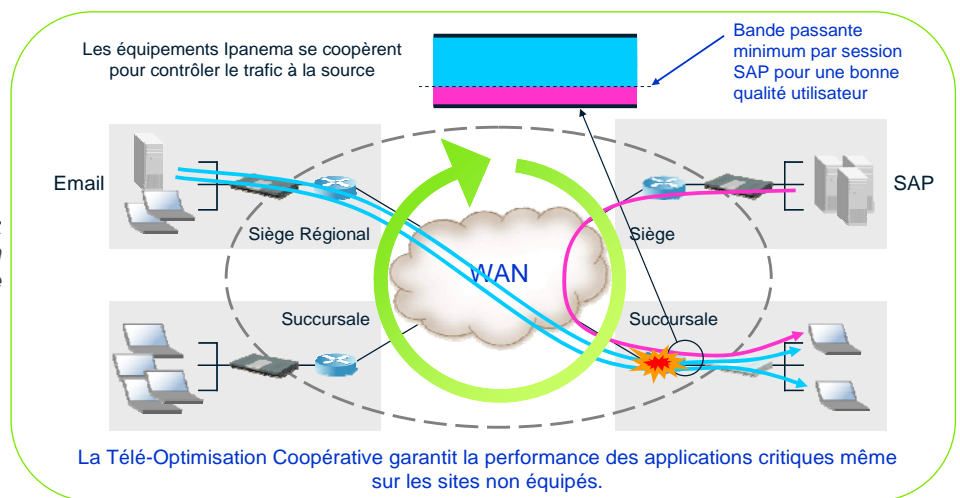 Les équipements Ipanema se coopèrent
pour contrôler le trafic à la source
Bande passante
minimum par session
SAP pour une bonne
qualité utilisateur
Email
SAP
Siège Régional
Siège
WAN
Succursale
Succursale
La Télé-Optimisation Coopérative garantit la performance des applications critiques même
sur les sites non équipés.